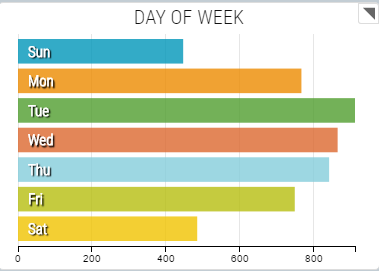 DAY OF WEEK
Sun
Mon
Tue
Wed
Thu
Fri
Sat
0 200 400 600 800